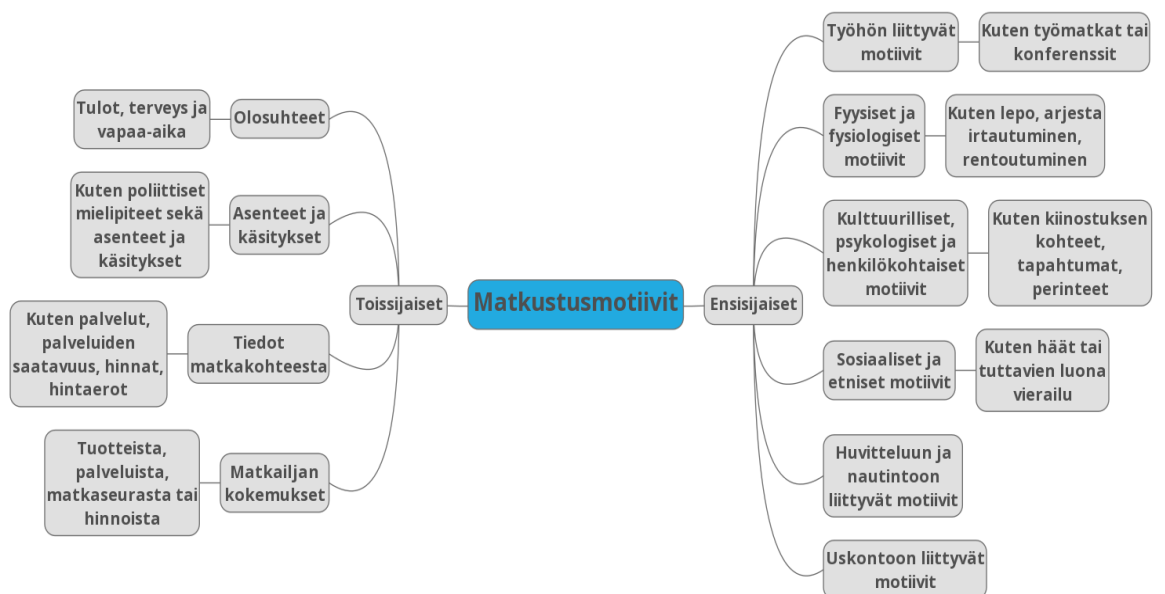 Matkustusmotiivit
Ensisijaiset
Työhön liittyvät
motiivit
Kuten työmatkat tai
konferenssit
Fyysiset ja
fysiologiset
motiivit
Kuten lepo, arjesta
irtautuminen,
rentoutuminen
Kulttuurilliset,
psykologiset ja
henkilökohtaiset
motiivit
Kuten kiinostuksen
kohteet,
tapahtumat,
perinteet
Sosiaaliset ja
etniset motiivit
Kuten häät tai
tuttavien luona
vierailu
Huvitteluun ja
nautintoon
liittyvät motiivit
Uskontoon liittyvät
motiivit
Toissijaiset
Olosuhteet
Tulot, terveys ja
vapaa-aika
Asenteet ja
käsitykset
Kuten poliittiset
mielipiteet sekä
asenteet ja
käsitykset
Tiedot
matkakohteesta
Kuten palvelut,
palveluiden
saatavuus, hinnat,
hintaerot
Matkailjan
kokemukset
Tuotteista,
palveluista,
matkaseurasta tai
hinnoista